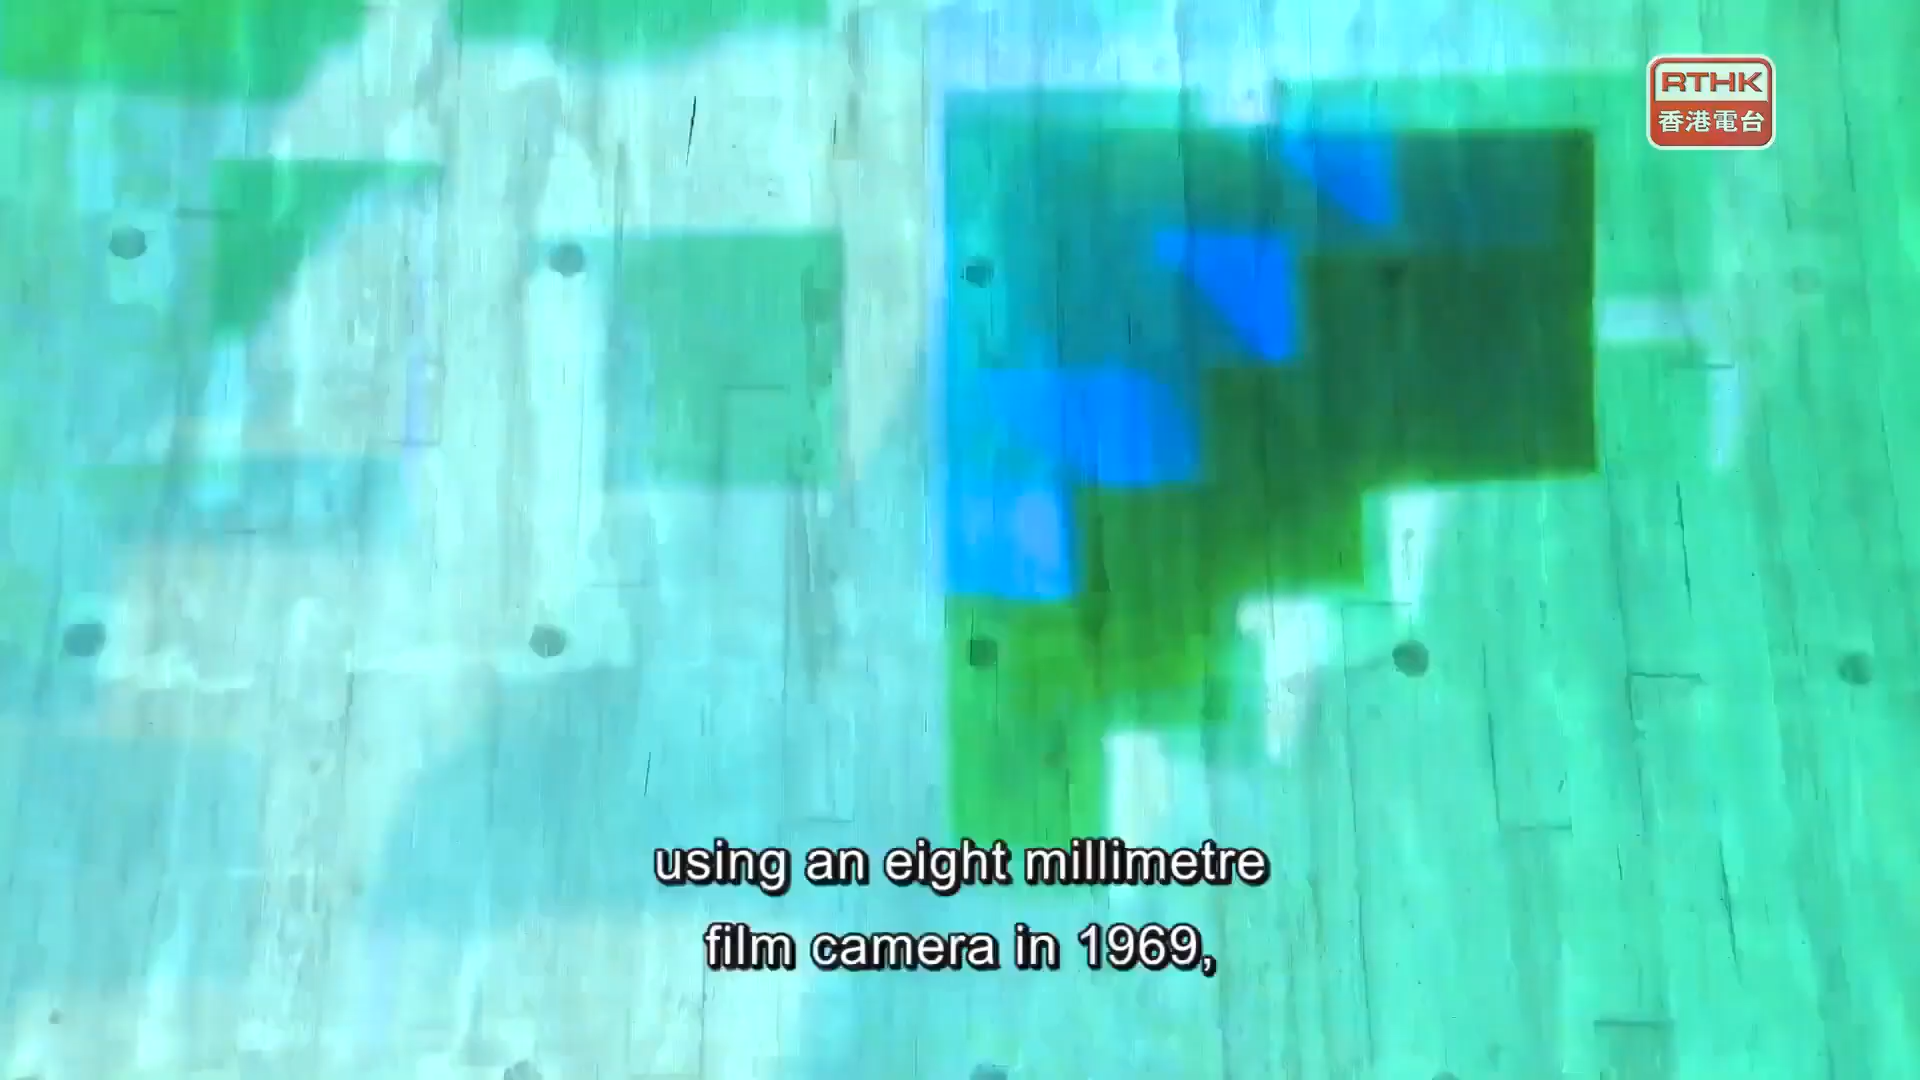 RTHK
香港電台
using an eight millimetre
film camera in 1969,